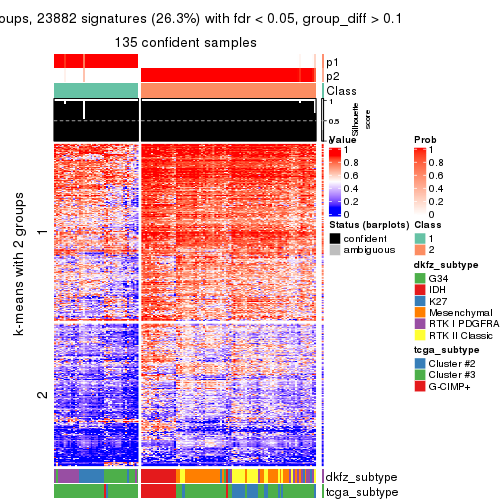 oups, 23882 signatures (26.3%) with fdr < 0.05, group_diff > 0.1
135 confident samples
p1
p2
Class
1
0.5
Silhouette
score
k-means with 2 groups
1
2
dkfz_subtype
tcga_subtype
Value
1
0.8
0.6
0.4
0.2
0
Prob
1
0.8
0.6
0.4
0.2
0
Status (barplots)
confident
ambiguous
Class
1
2
dkfz_subtype
G34
IDH
K27
Mesenchymal
RTK I PDGFRA
RTK II Classic
tcga_subtype
Cluster #2
Cluster #3
G-CIMP+